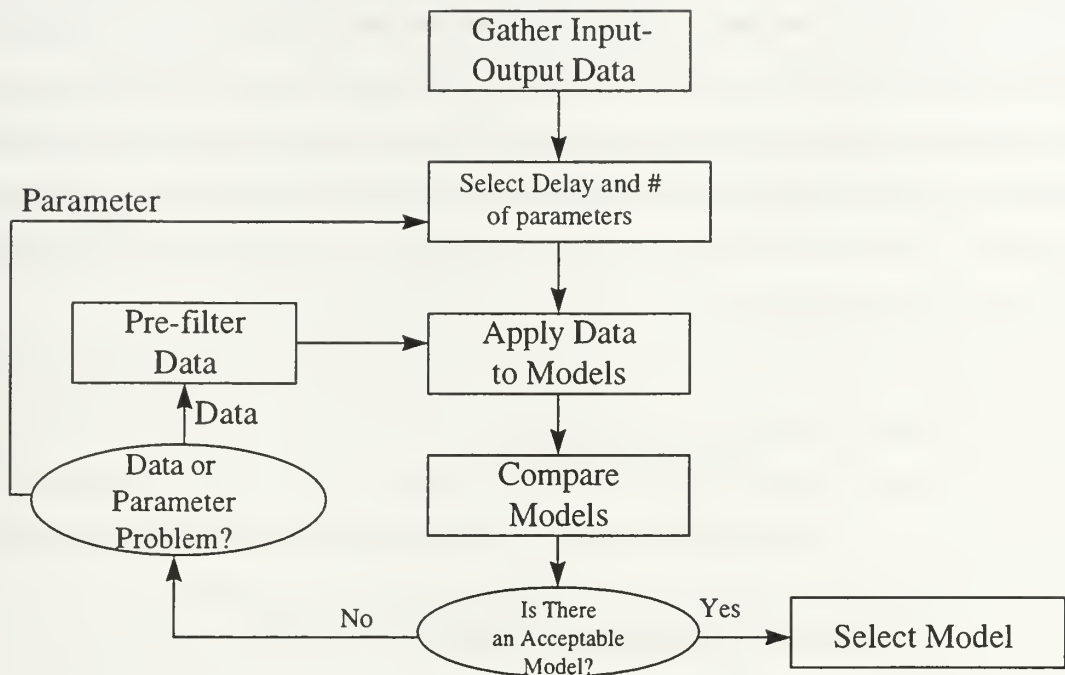 Gather Input-
Output Data
Select Delay and #
of parameters
Parameter
Pre-filter
Data
Apply Data
to Models
Data
Data or
Parameter
Problem?
Compare
Models
No
Is There
an Acceptable
Model?
Yes
Select Model